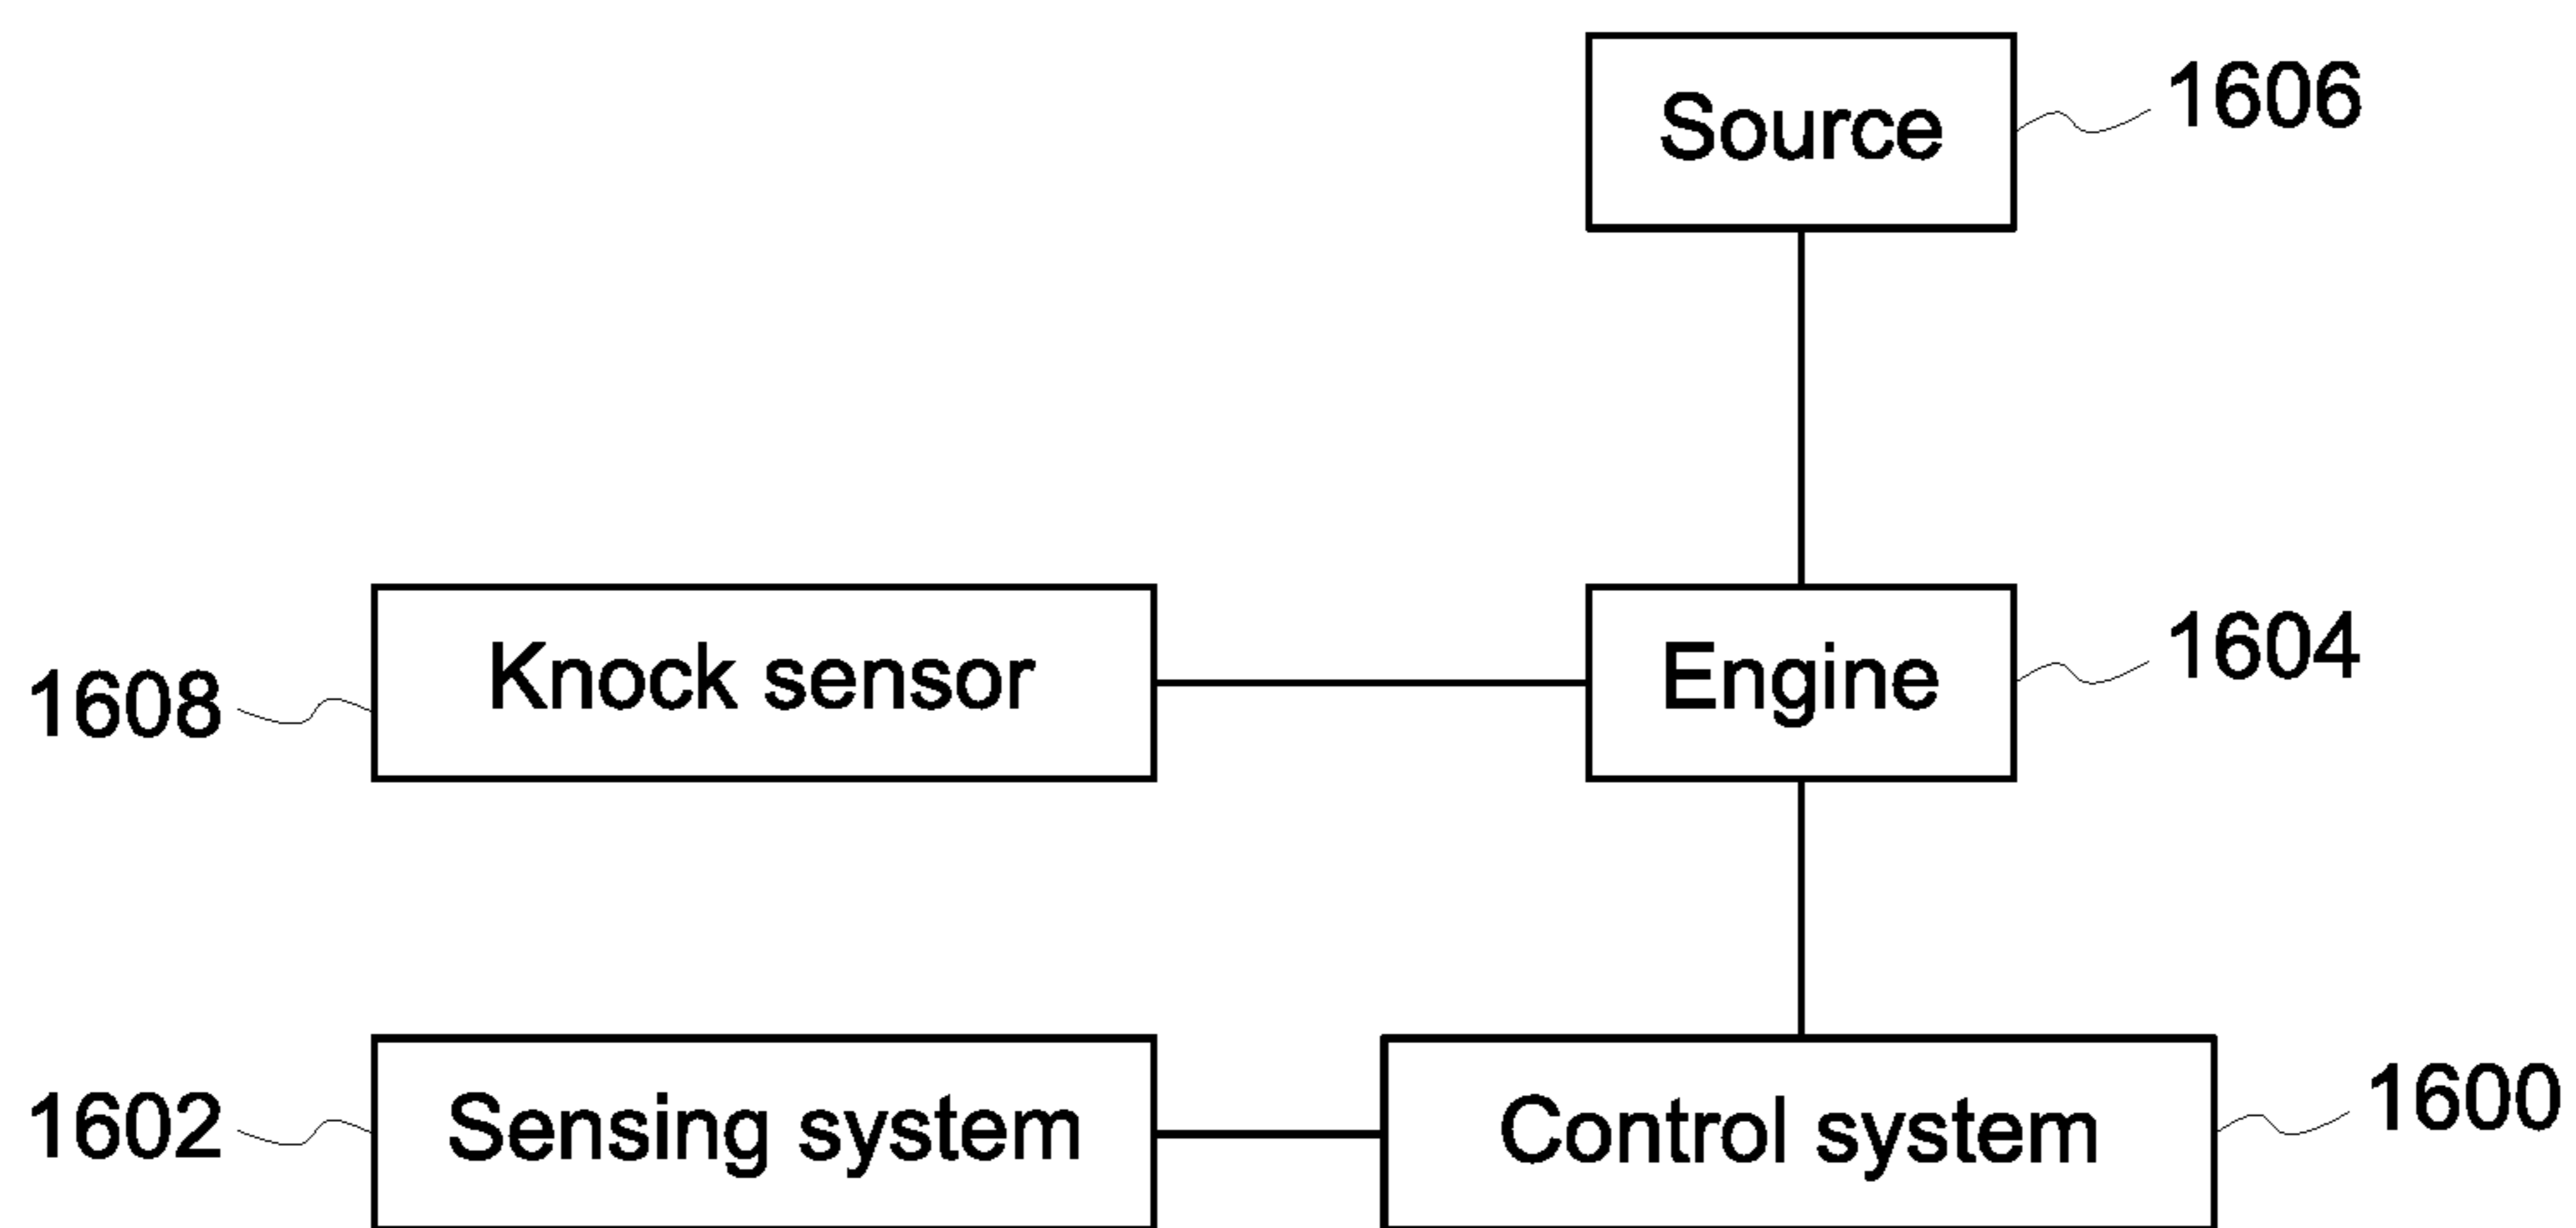 Source
1606
Knock sensor
Engine
1604
1608
Sensing system
Control system
1600
1602